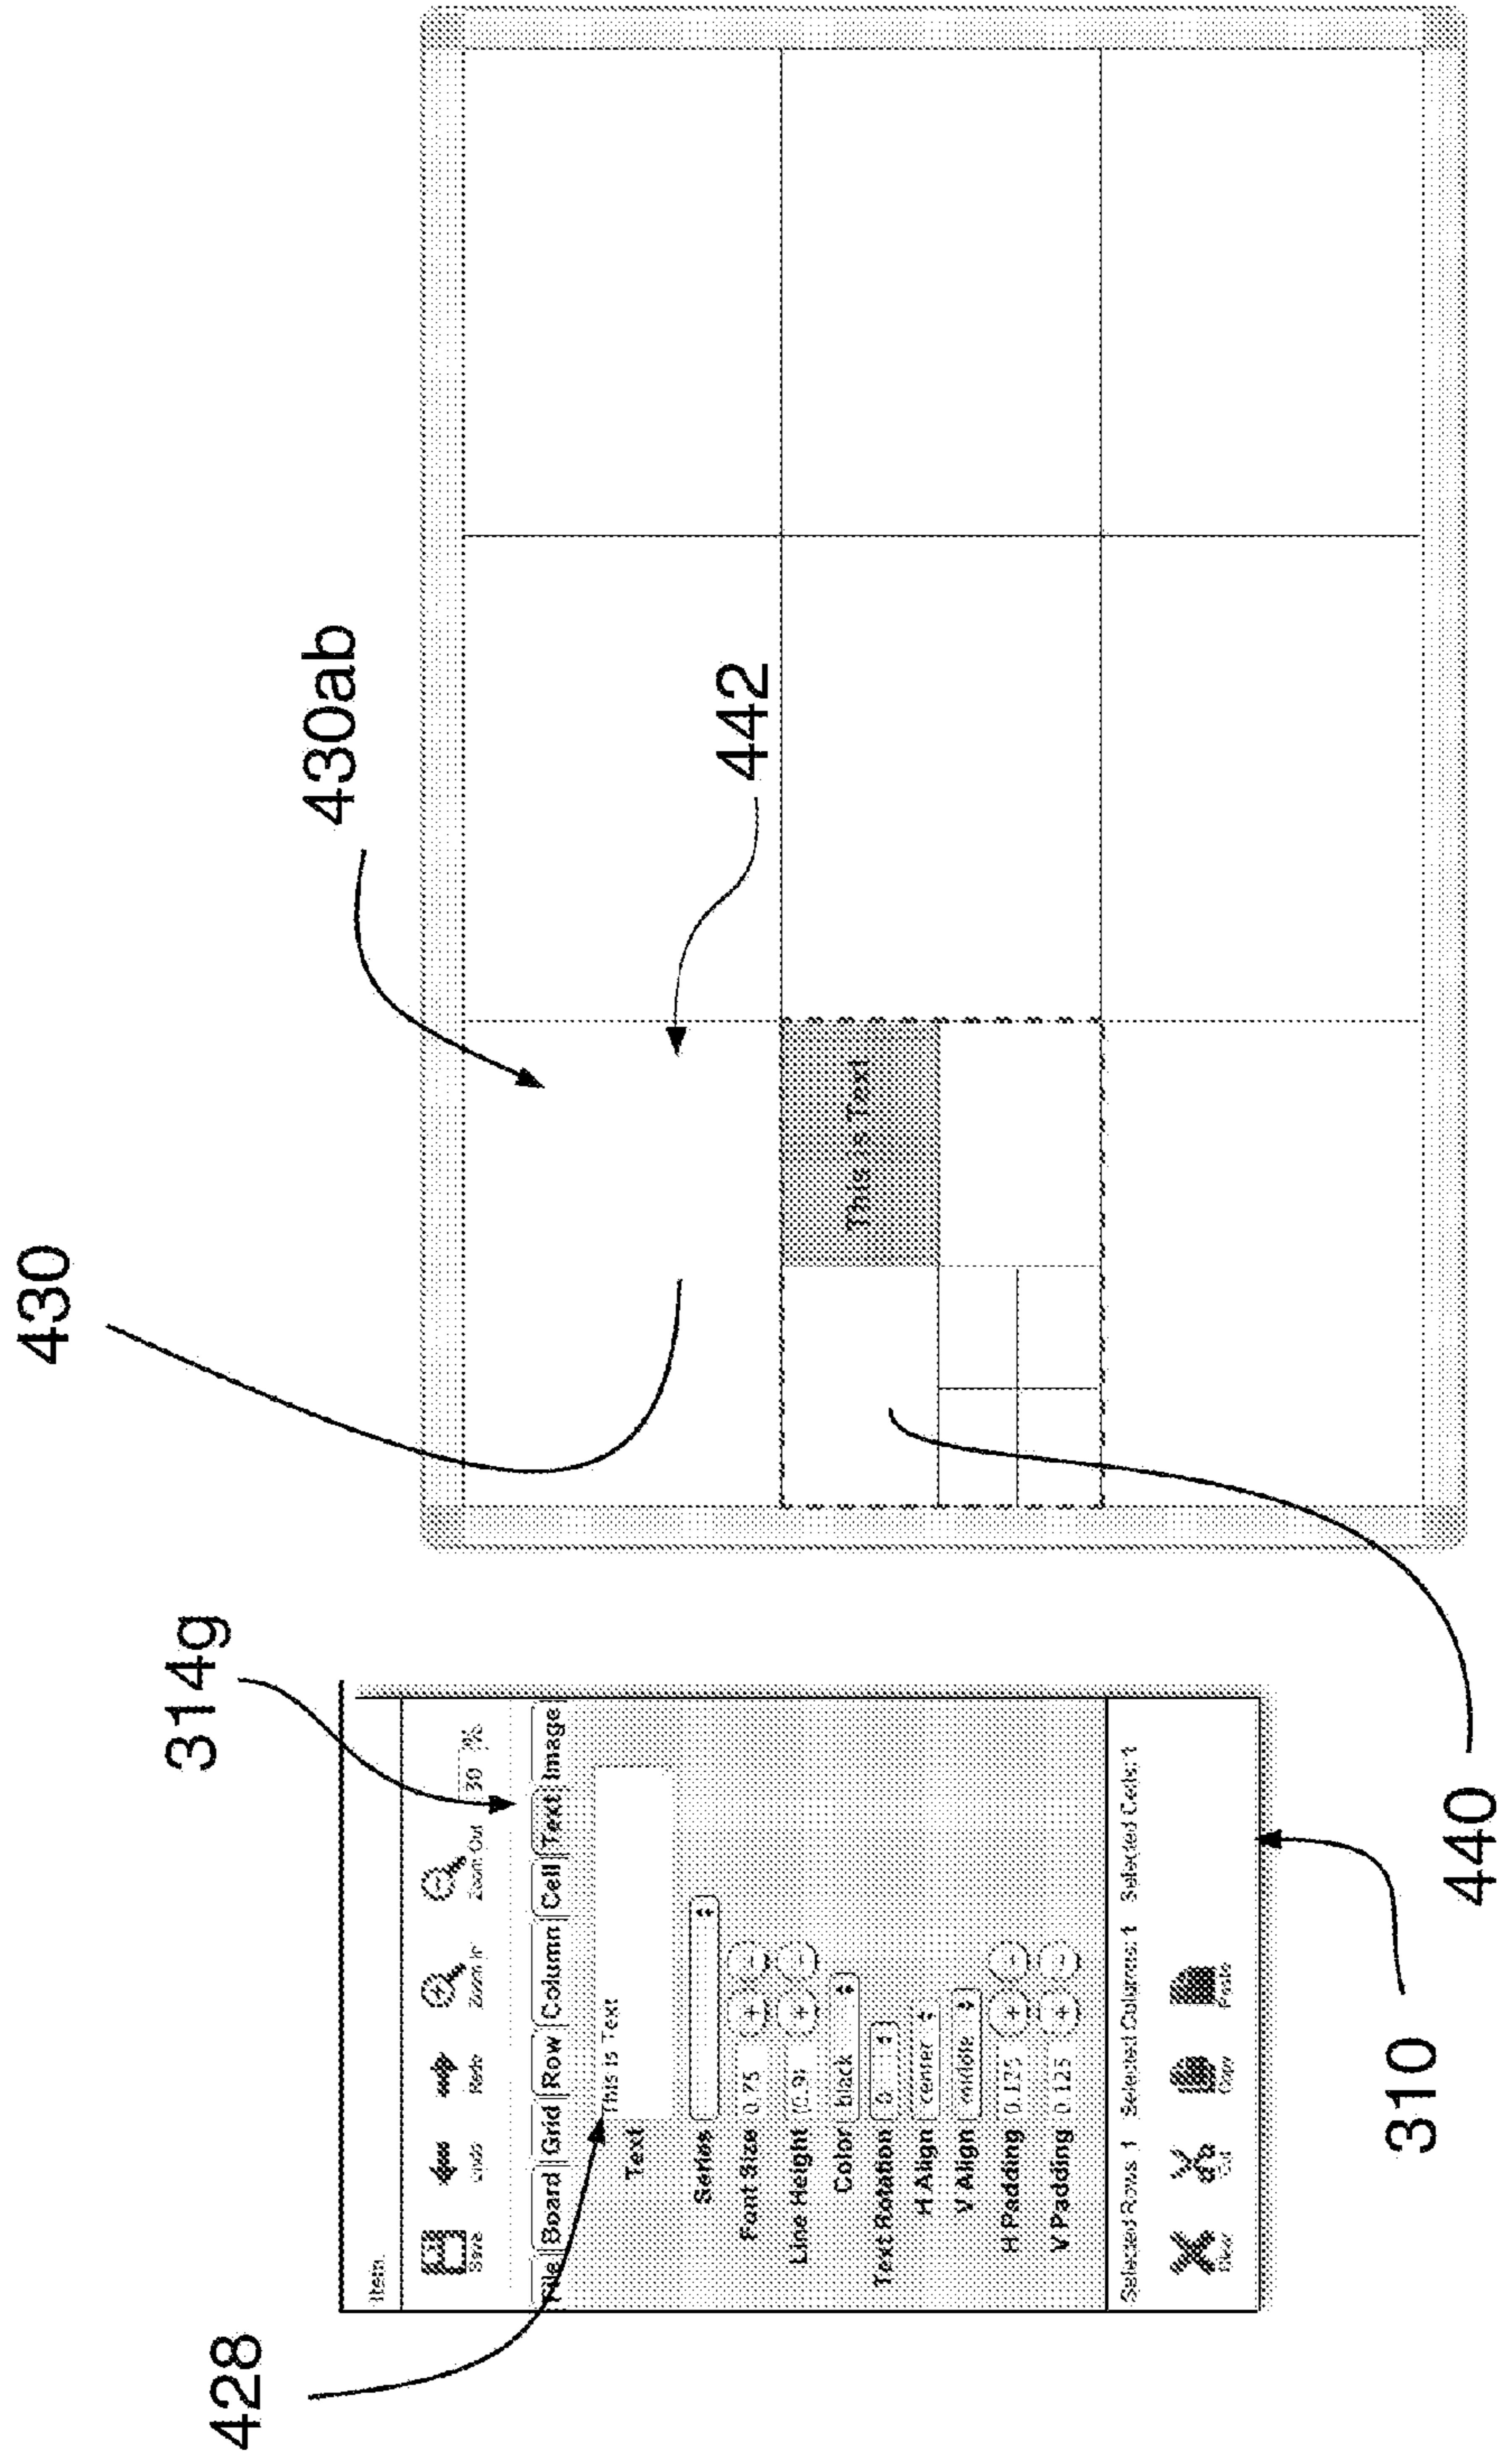 430
430ab
314g
442
428
Item
Save
Undo
Redo
Zoom In
Zoom Out
30 %
File Board Grid Row Column Cell Text Image
Text This is Text
Series
Font Size 0.75 + -
Line Height + -
Color black
Text Rotation 0
H Align center
V Align middle
H Padding 0.125 + -
V Padding 0.125 + -
Selected Rows: 1 Selected Columns: 1 Selected Cells: 1
Clear Cut Copy Paste
This is Text
310
440